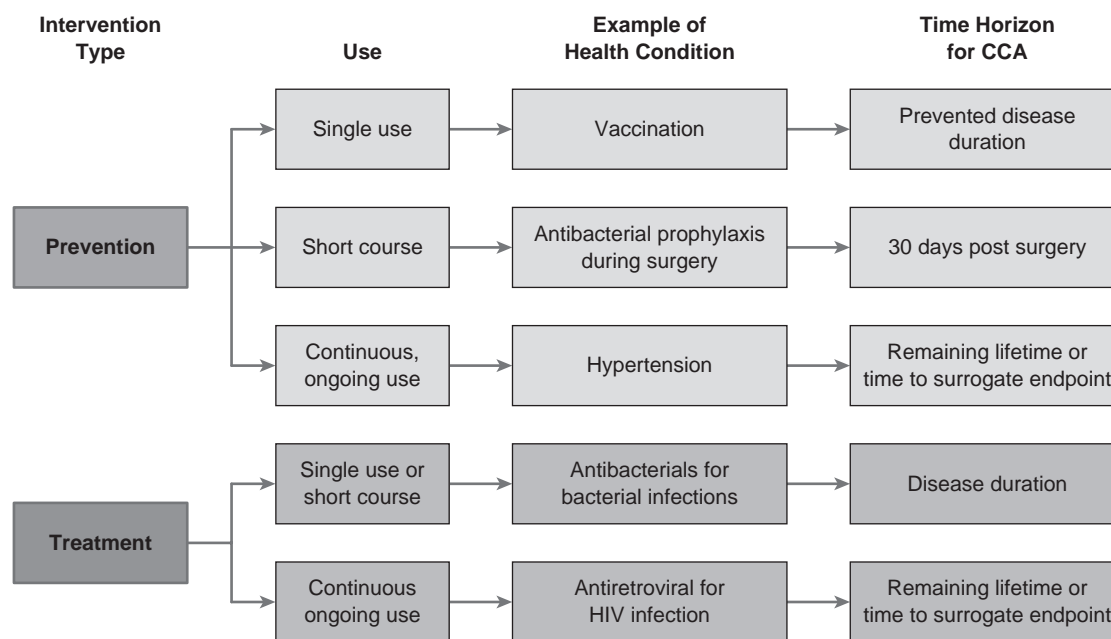 Intervention
Type
Use
Example of
Health Condition
Time Horizon
for CCA
Prevention
Single use
Vaccination
Prevented disease
duration
Short course
Antibacterial prophylaxis
during surgery
30 days post surgery
Continuous,
ongoing use
Hypertension
Remaining lifetime or
time to surrogate endpoint
Treatment
Single use or
short course
Antibacterials for
bacterial infections
Disease duration
Continuous
ongoing use
Antiretroviral for
HIV infection
Remaining lifetime or
time to surrogate endpoint